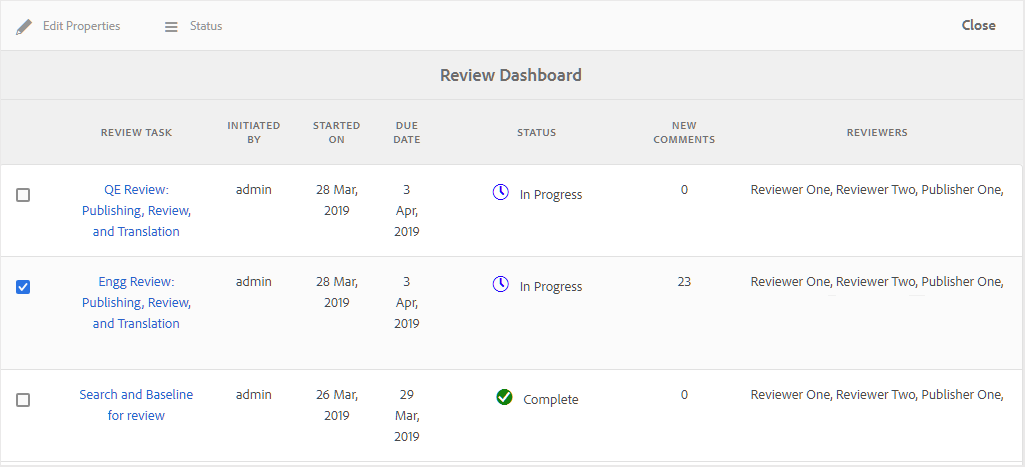 Edit Properties Status Close
Review Dashboard
REVIEW TASK INITIATED BY STARTED ON DUE DATE STATUS NEW COMMENTS REVIEWERS
QE Review: Publishing, Review, and Translation admin 28 Mar, 2019 3 Apr, 2019 In Progress 0 Reviewer One, Reviewer Two, Publisher One,
Engg Review: Publishing, Review, and Translation admin 28 Mar, 2019 3 Apr, 2019 In Progress 23 Reviewer One, Reviewer Two, Publisher One,
Search and Baseline for review admin 26 Mar, 2019 29 Mar, 2019 Complete 0 Reviewer One, Reviewer Two, Publisher One,